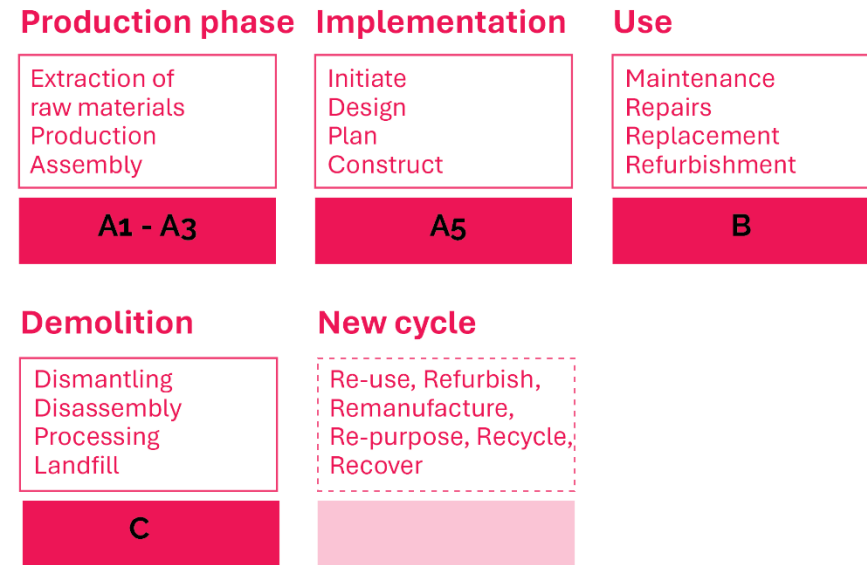 Production phase
Extraction of
raw materials
Production
Assembly
A1 - A3
Implementation
Initiate
Design
Plan
Construct
A5
Use
Maintenance
Repairs
Replacement
Refurbishment
B
Demolition
Dismantling
Disassembly
Processing
Landfill
C
New cycle
Re-use, Refurbish,
Remanufacture,
Re-purpose, Recycle,
Recover